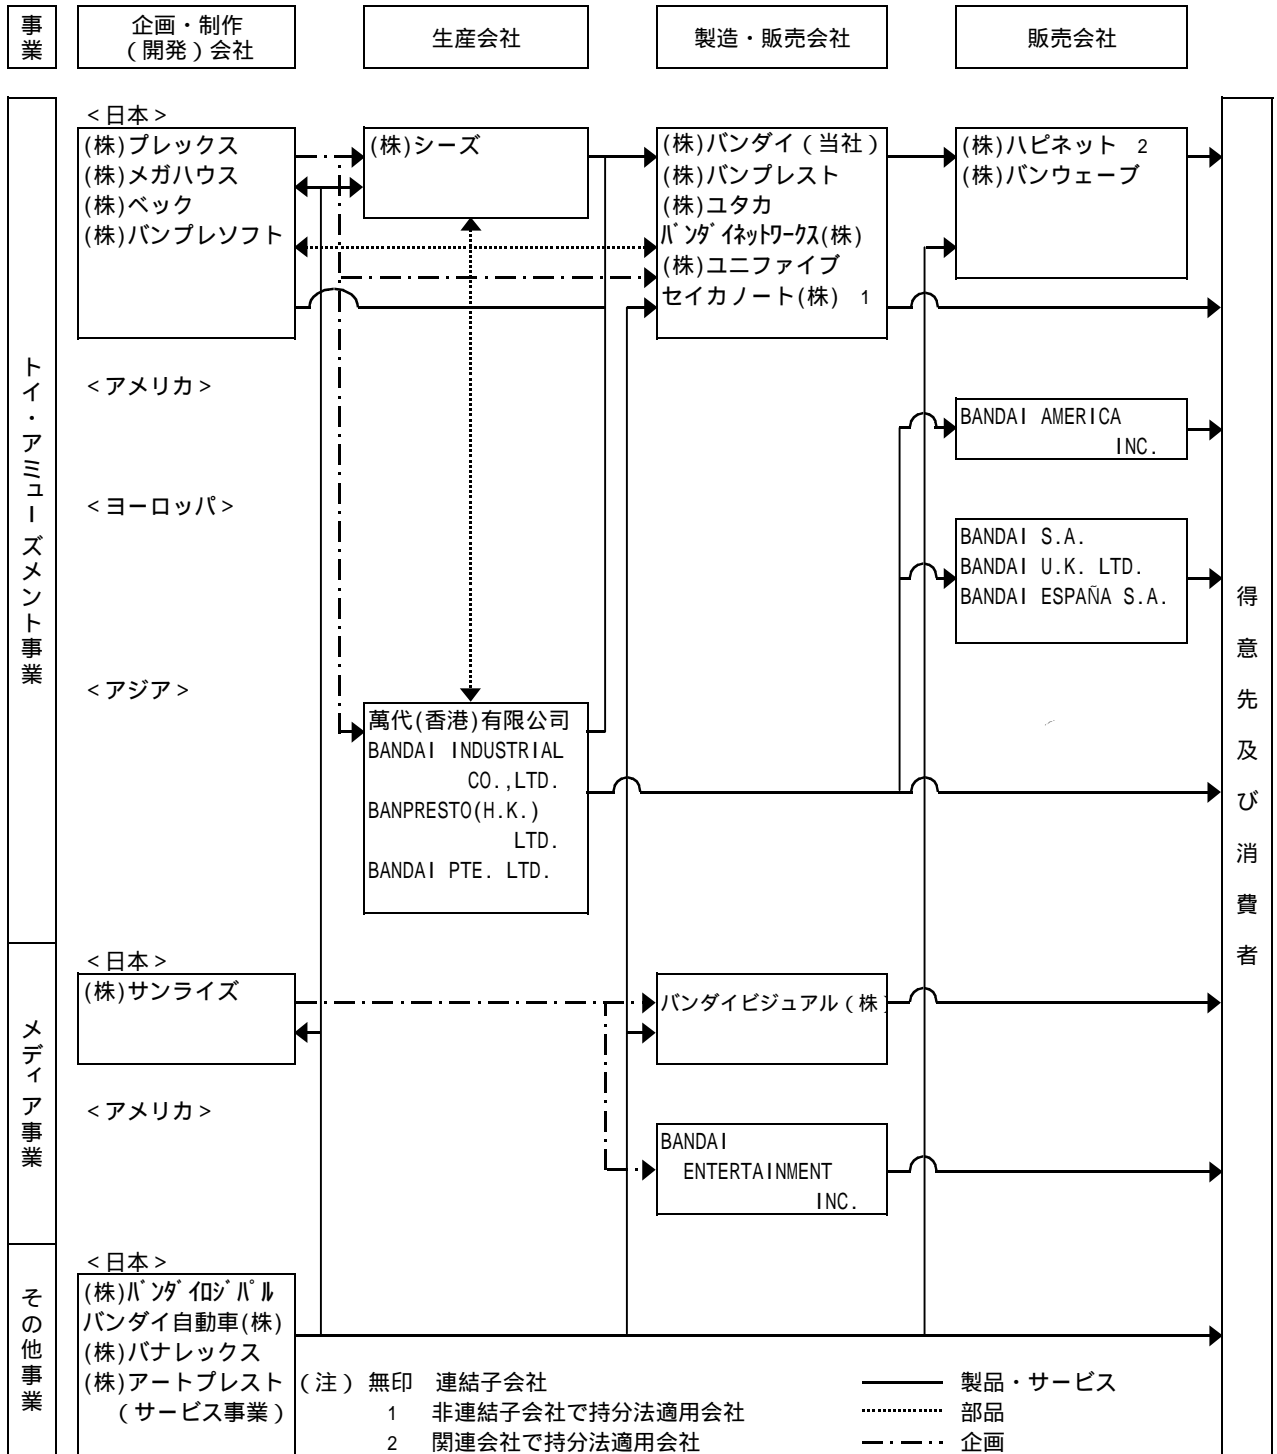 事業
企画・制作
（開発）会社
生産会社
製造・販売会社
販売会社
トイ・アミューズメント事業
＜日本＞
(株)プレックス
(株)メガハウス
(株)ベック
(株)バンプレソフト
(株)シーズ
(株)バンダイ（当社）
(株)バンプレスト
(株)ユタカ
ﾊﾞﾝﾀﾞｲﾈｯﾄﾜｰｸｽ(株)
(株)ユニファイブ
セイカノート(株) 1
(株)ハピネット 2
(株)バンウェーブ
＜アメリカ＞
BANDAI AMERICA
INC.
＜ヨーロッパ＞
BANDAI S.A.
BANDAI U.K. LTD.
BANDAI ESPAÑA S.A.
＜アジア＞
萬代(香港)有限公司
BANDAI INDUSTRIAL
CO.,LTD.
BANPRESTO(H.K.)
LTD.
BANDAI PTE. LTD.
得意先及び消費者
メディア事業
＜日本＞
(株)サンライズ
バンダイビジュアル（株）
＜アメリカ＞
BANDAI
ENTERTAINMENT
INC.
その他事業
＜日本＞
(株)ﾊﾞﾝﾀﾞｲﾛｼﾞﾊﾟﾙ
バンダイ自動車(株)
(株)バナレックス
(株)アートプレスト
（サービス事業）
（注）無印 連結子会社
1 非連結子会社で持分法適用会社
2 関連会社で持分法適用会社
製品・サービス
部品
企画